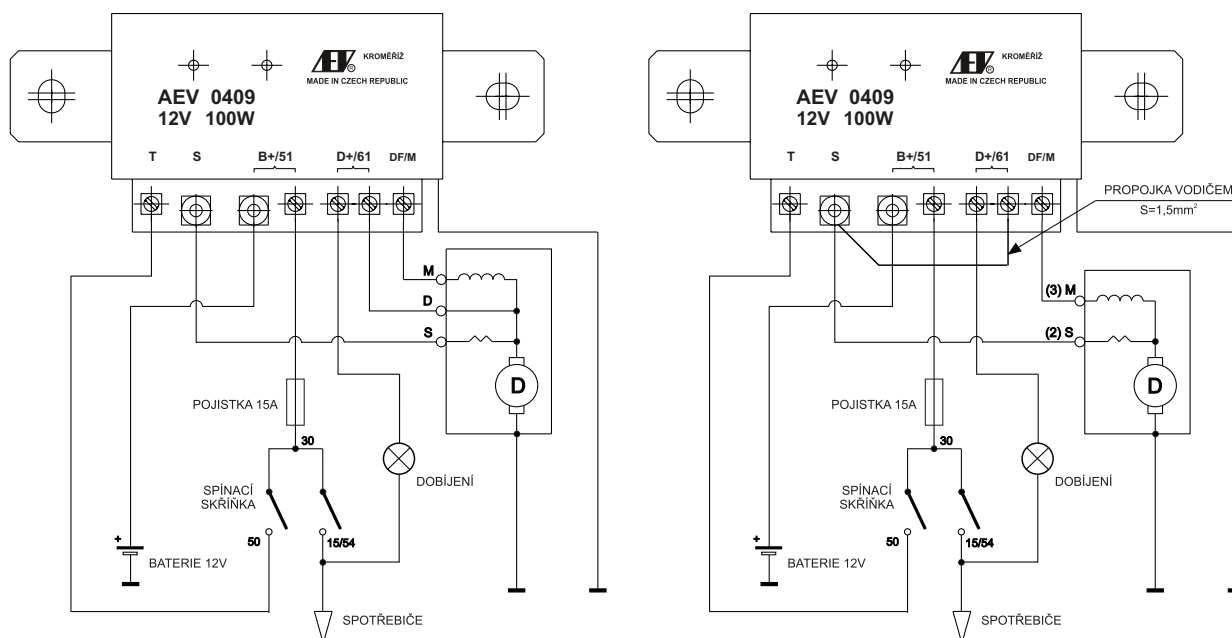 AEV
®
KROMĚŘÍŽ
MADE IN CZECH REPUBLIC
AEV 0409
12V 100W
T S B+/51 D+/61 DF/M
M
D
S
D
POJISTKA 15A
30
SPÍNACÍ
SKŘÍŇKA
DOBÍJENÍ
50
15/54
+
BATERIE 12V
SPOTŘEBIČE
AEV
®
KROMĚŘÍŽ
MADE IN CZECH REPUBLIC
AEV 0409
12V 100W
T S B+/51 D+/61 DF/M
PROPOJKA VODIČEM
S=1,5mm²
(3) M
(2) S
D
POJISTKA 15A
30
SPÍNACÍ
SKŘÍŇKA
DOBÍJENÍ
50
15/54
+
BATERIE 12V
SPOTŘEBIČE